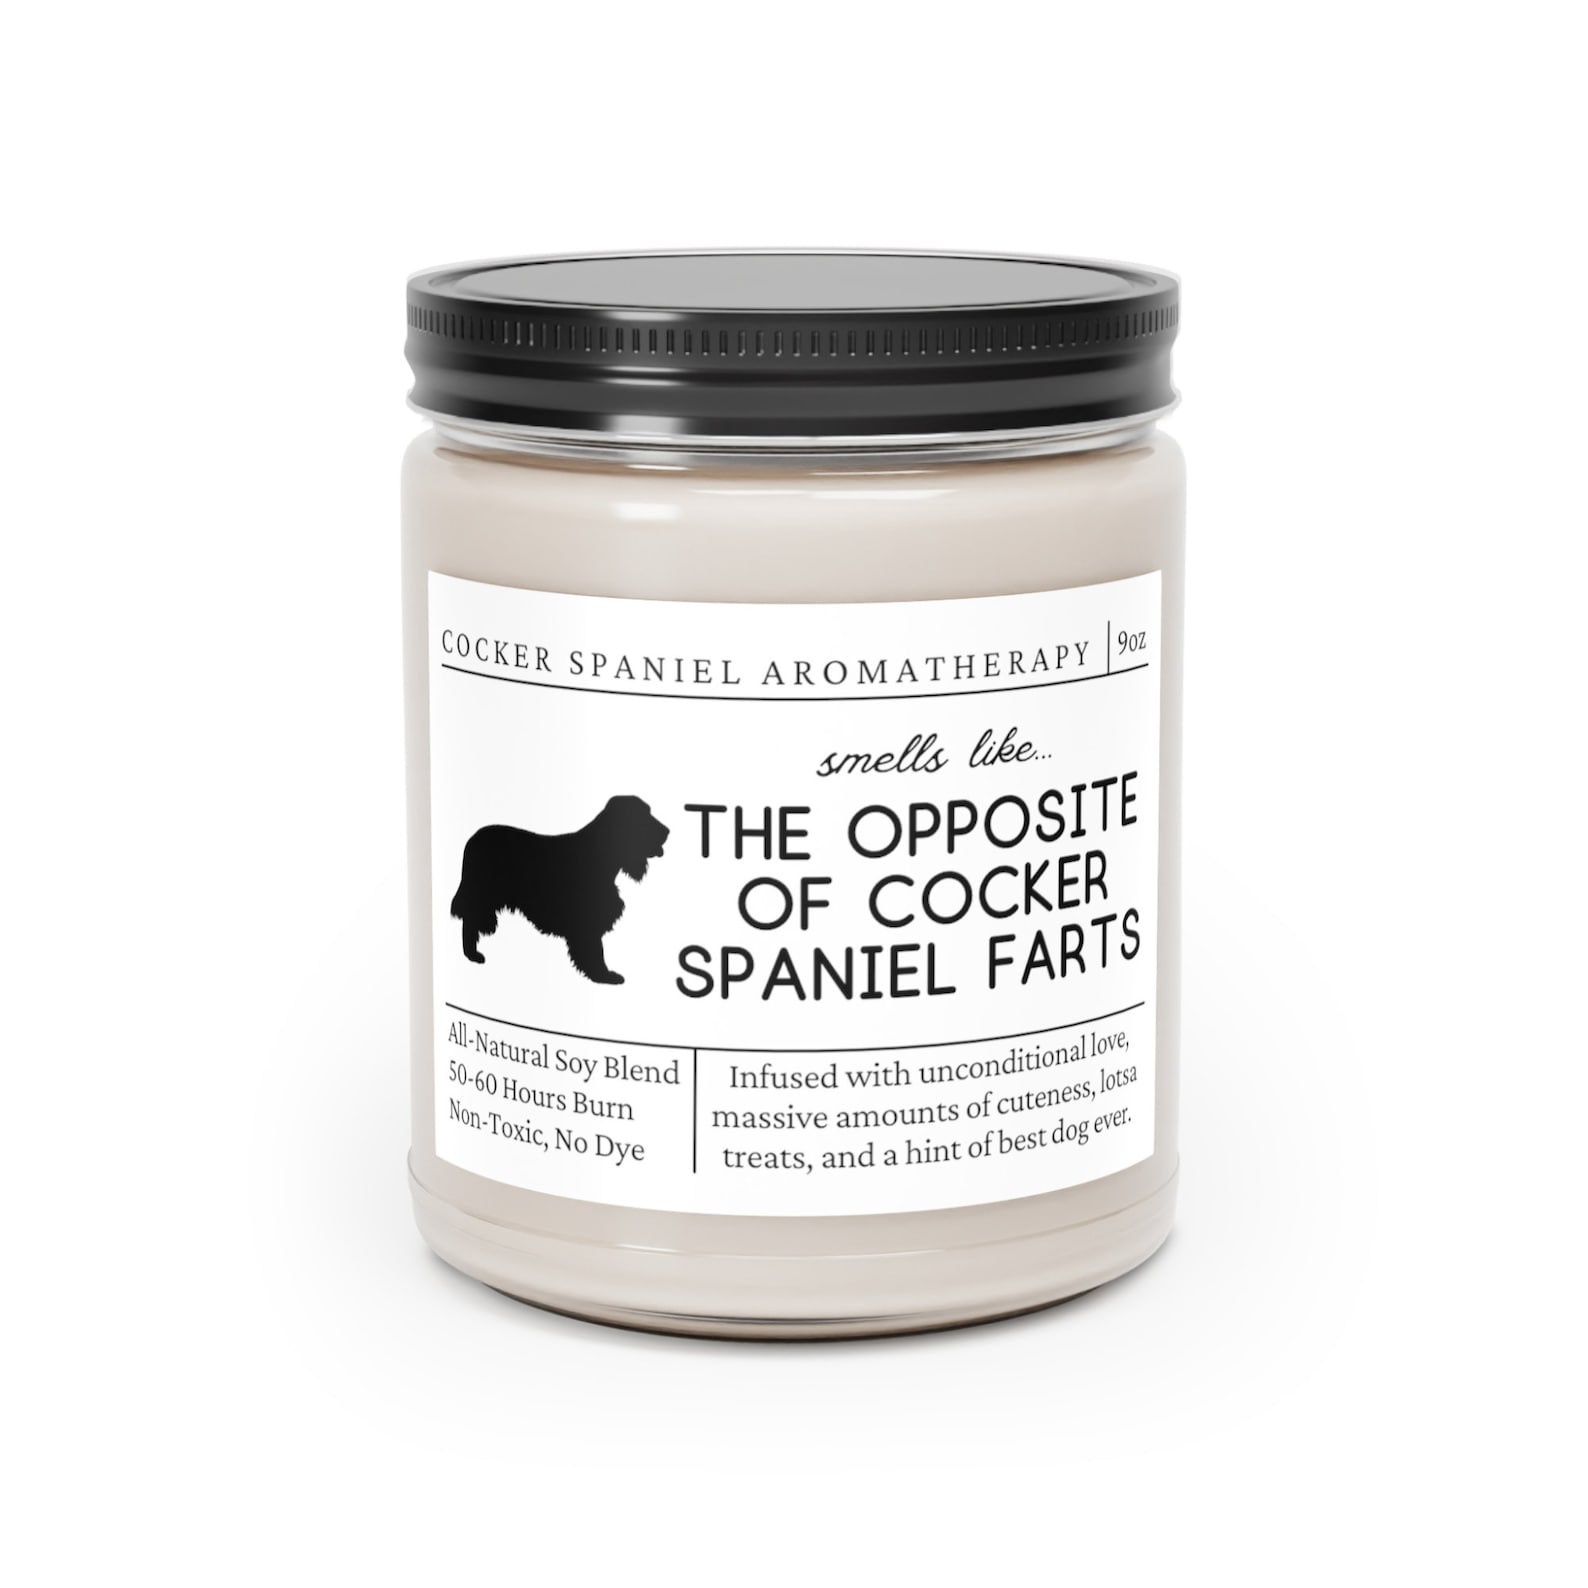 COCKER SPANIEL AROMATHERAPY | 9oz
smells like...
THE OPPOSITE
OF COCKER
SPANIEL FARTS
All-Natural Soy Blend
50-60 Hours Burn
Non-Toxic, No Dye
Infused with unconditional love,
massive amounts of cuteness, lotsa
treats, and a hint of best dog ever.